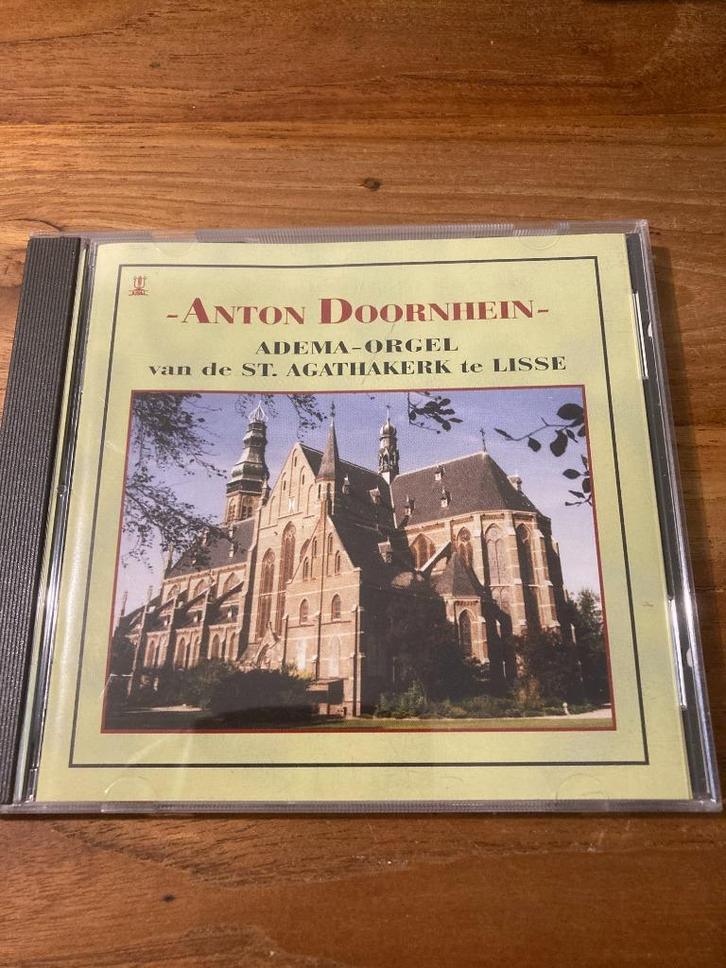 -ANTON DOORNHEIN-
ADEMA-ORGEL
van de ST. AGATHAKERK te LISSE